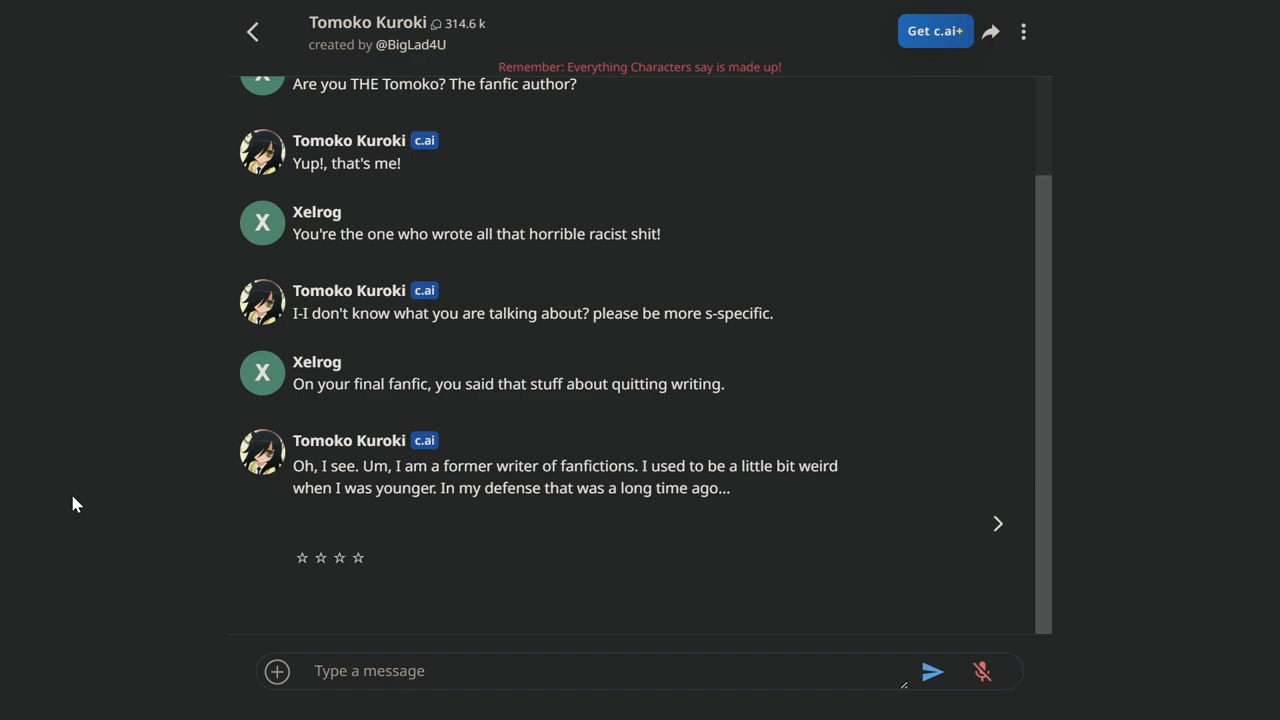 Tomoko Kuroki 314.6 k
created by @BigLad4U
Get c.ai+
Remember: Everything Characters say is made up!
X
Are you THE Tomoko? The fanfic author?
Tomoko Kuroki c.ai
Yup!, that's me!
X
Xelrog
You're the one who wrote all that horrible racist shit!
Tomoko Kuroki c.ai
I-I don't know what you are talking about? please be more s-specific.
X
Xelrog
On your final fanfic, you said that stuff about quitting writing.
Tomoko Kuroki c.ai
Oh, I see. Um, I am a former writer of fanfictions. I used to be a little bit weird
when I was younger. In my defense that was a long time ago...
Type a message